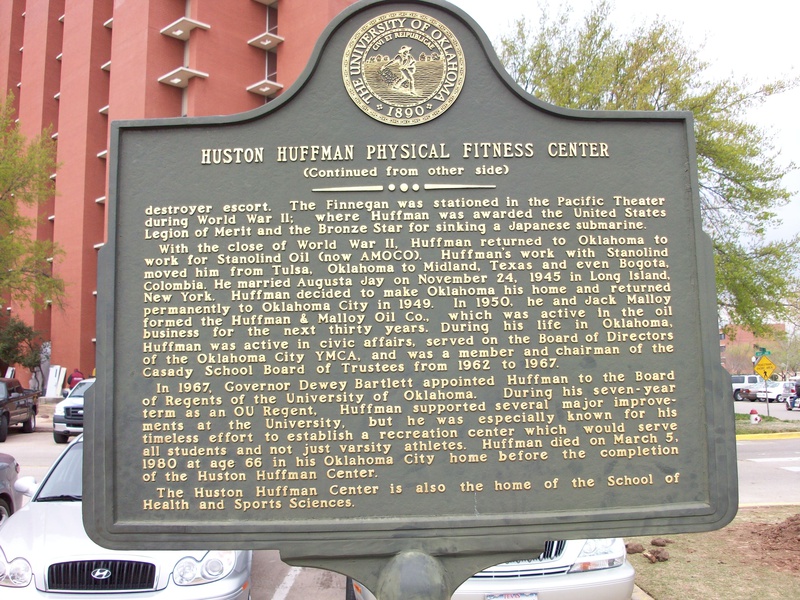 THE UNIVERSITY OF OKLAHOMA
CIVI ET REIPUBLICAE
1890
HUSTON HUFFMAN PHYSICAL FITNESS CENTER
(Continued from other side)
destroyer escort. The Finnegan was stationed in the Pacific Theater
during World War II; where Huffman was awarded the United States
Legion of Merit and the Bronze Star for sinking a Japanese submarine.
With the close of World War II, Huffman returned to Oklahoma to
work for Stanolind Oil (now AMOCO). Huffman's work with Stanolind
moved him from Tulsa, Oklahoma to Midland, Texas and even Bogota,
Colombia. He married Augusta Jay on November 24, 1945 in Long Island,
New York. Huffman decided to make Oklahoma his home and returned
permanently to Oklahoma City in 1949. In 1950, he and Jack Malloy
formed the Huffman & Malloy Oil Co., which was active in the oil
business for the next thirty years. During his life in Oklahoma,
Huffman was active in civic affairs, served on the Board of Directors
of the Oklahoma City YMCA, and was a member and chairman of the
Casady School Board of Trustees from 1962 to 1967.
In 1967, Governor Dewey Bartlett appointed Huffman to the Board
of Regents of the University of Oklahoma. During his seven-year
term as an OU Regent, Huffman supported several major improve-
ments at the University, but he was especially known for his
timeless effort to establish a recreation center which would serve
all students and not just varsity athletes. Huffman died on March 5,
1980 at age 66 in his Oklahoma City home before the completion
of the Huston Huffman Center.
The Huston Huffman Center is also the home of the School of
Health and Sports Sciences.